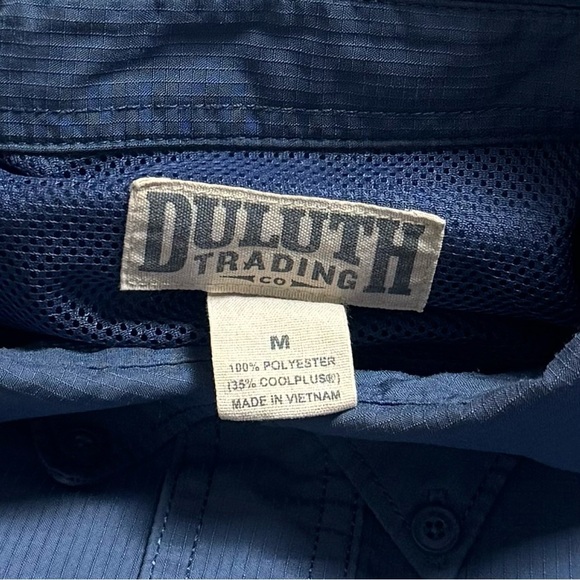 DULUTH
TRADING
CO
M
100% POLYESTER
(35% COOLPLUS®)
MADE IN VIETNAM